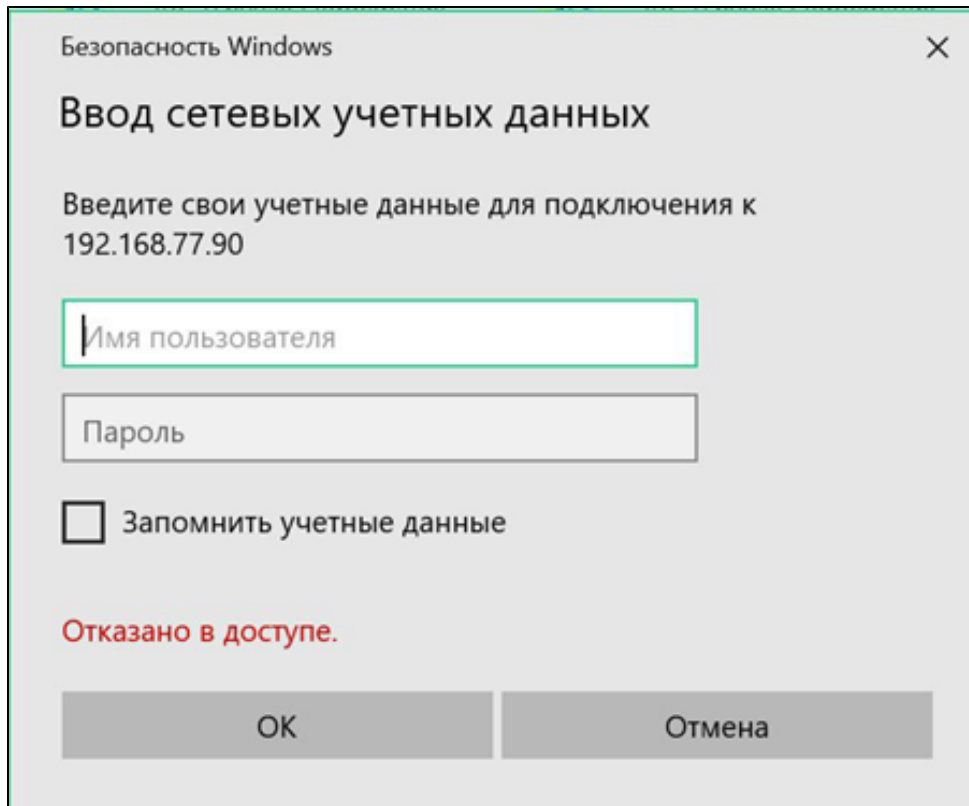 Безопасность Windows
Ввод сетевых учетных данных
Введите свои учетные данные для подключения к
192.168.77.90
Имя пользователя
Пароль
Запомнить учетные данные
Отказано в доступе.
ОК
Отмена